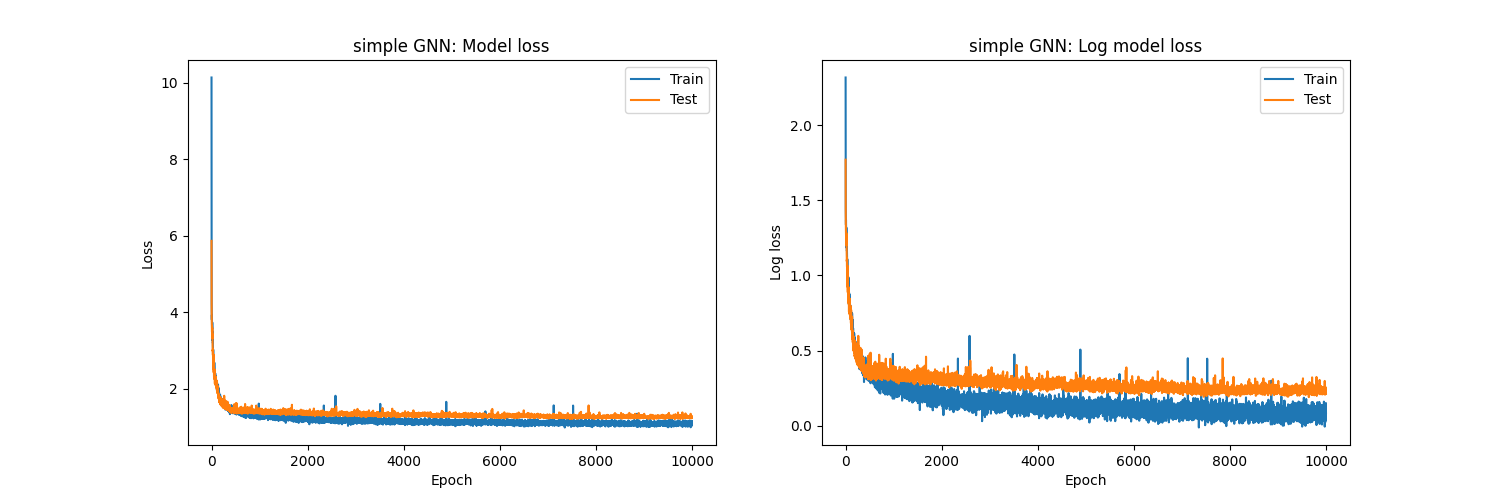 simple GNN: Model loss
10
8
6
4
2
Loss
0
2000
4000
6000
8000
10000
Epoch
Train
Test
simple GNN: Log model loss
2.0
1.5
1.0
0.5
0.0
Log loss
0
2000
4000
6000
8000
10000
Epoch
Train
Test